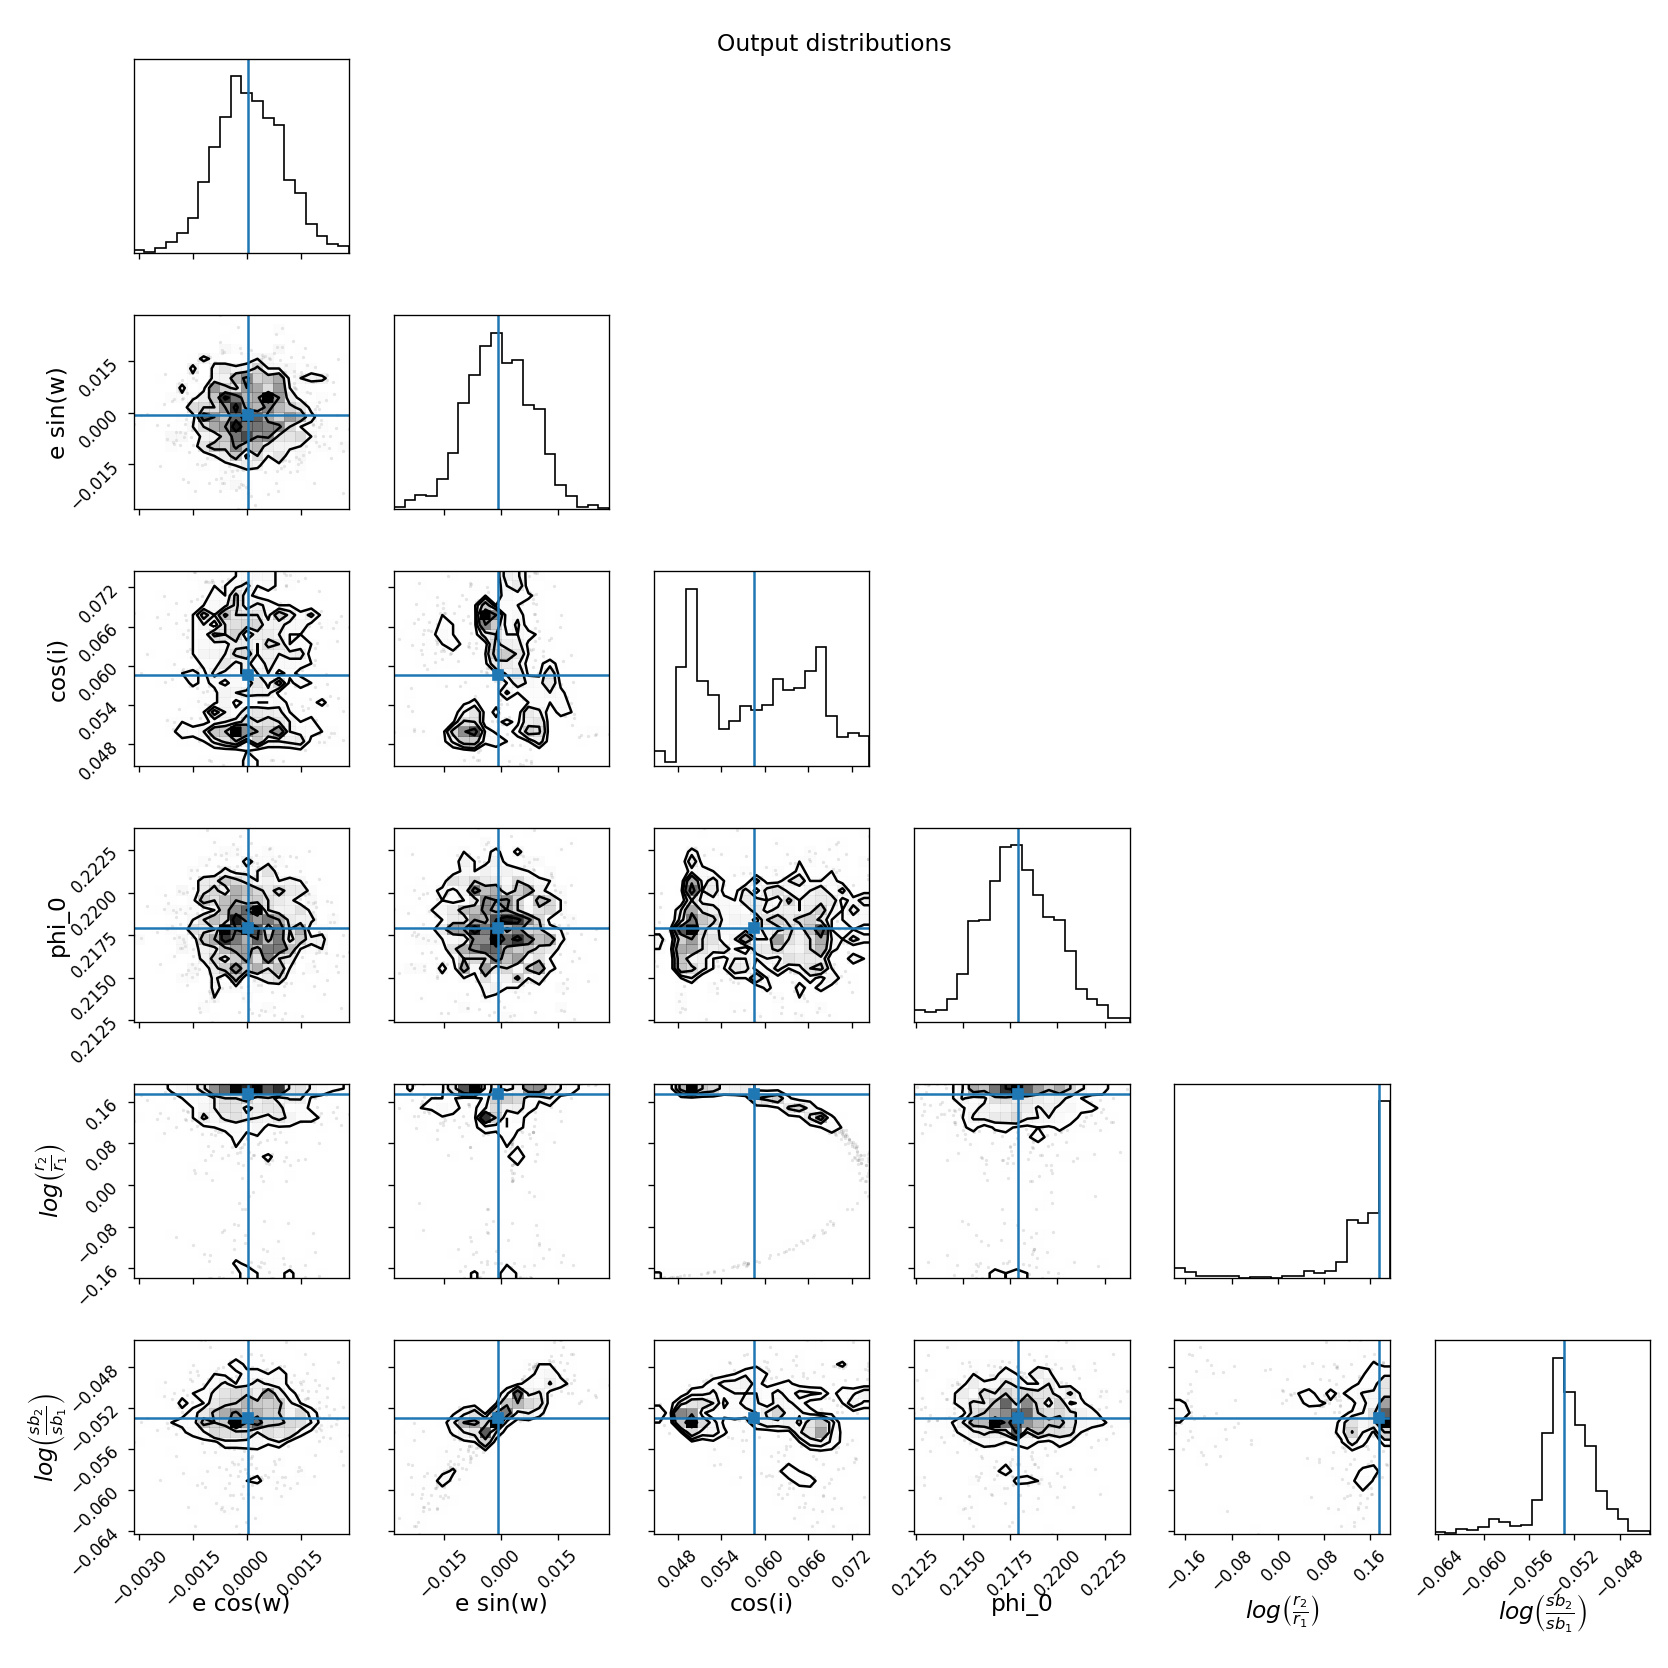 Output distributions
e sin(w)
0.015
0.000
−0.015
cos(i)
0.072
0.066
0.060
0.054
0.048
phi_0
0.2225
0.2200
0.2175
0.2150
0.2125
log(r2/r1)
0.16
0.08
0.00
−0.08
−0.16
log(sb2/sb1)
−0.048
−0.052
−0.056
−0.060
−0.064
−0.0030 −0.0015 0.0000 0.0015
−0.015 0.000 0.015
0.048 0.054 0.060 0.066 0.072
0.2125 0.2150 0.2175 0.2200 0.2225
−0.16 −0.08 0.00 0.08 0.16
−0.064 −0.060 −0.056 −0.052 −0.048
e cos(w) e sin(w) cos(i) phi_0 log(r2/r1) log(sb2/sb1)